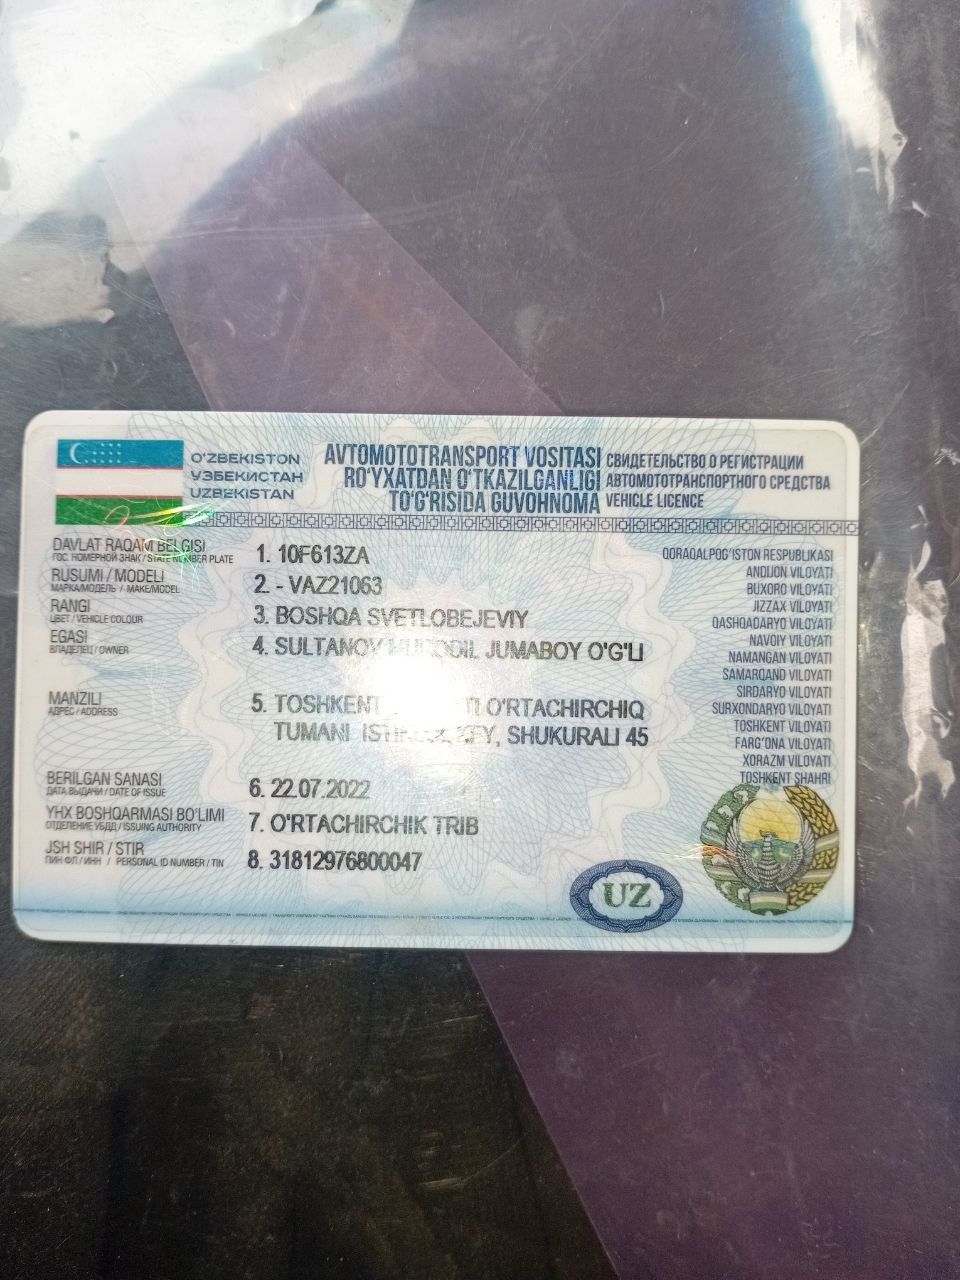 O'ZBEKISTON
ЎЗБЕКИСТАН
UZBEKISTAN
AVTOMOTOTRANSPORT VOSITASI
RO'YXATDAN O'TKAZILGANLIGI
TO'G'RISIDA GUVOHNOMA
СВИДЕТЕЛЬСТВО О РЕГИСТРАЦИИ
АВТОМОТОТРАНСПОРТНОГО СРЕДСТВА
VEHICLE LICENCE
DAVLAT RAQAM BELGISI
ГОС. НОМЕРНОЙ ЗНАК / STATE NUMBER PLATE
1. 10F613ZA
RUSUMI / MODELI
МАРКА/МОДЕЛЬ / MAKE/MODEL
2. - VAZ21063
RANGI
ЦВЕТ / VEHICLE COLOUR
3. BOSHQA SVETLOBEJEVIY
EGASI
ВЛАДЕЛЕЦ / OWNER
4. SULTANOV JUMABOY O'G'LI
MANZILI
АДРЕС / ADDRESS
5. TOSHKENT O'RTACHIRCHIQ
TUMANI SHUKURALI 45
BERILGAN SANASI
ДАТА ВЫДАЧИ / DATE OF ISSUE
6. 22.07.2022
YHX BOSHQARMASI BO'LIMI
ОТДЕЛЕНИЕ УБДД / ISSUING AUTHORITY
7. O'RTACHIRCHIK TRIB
JSH SHIR / STIR
ПИН ФЛ / ИНН / PERSONAL ID NUMBER / TIN
8. 31812976800047
QORAQALPOG'ISTON RESPUBLIKASI
ANDIJON VILOYATI
BUXORO VILOYATI
JIZZAX VILOYATI
QASHQADARYO VILOYATI
NAVOIY VILOYATI
NAMANGAN VILOYATI
SAMARQAND VILOYATI
SIRDARYO VILOYATI
SURXONDARYO VILOYATI
TOSHKENT VILOYATI
FARG'ONA VILOYATI
XORAZM VILOYATI
TOSHKENT SHAHRI
UZ